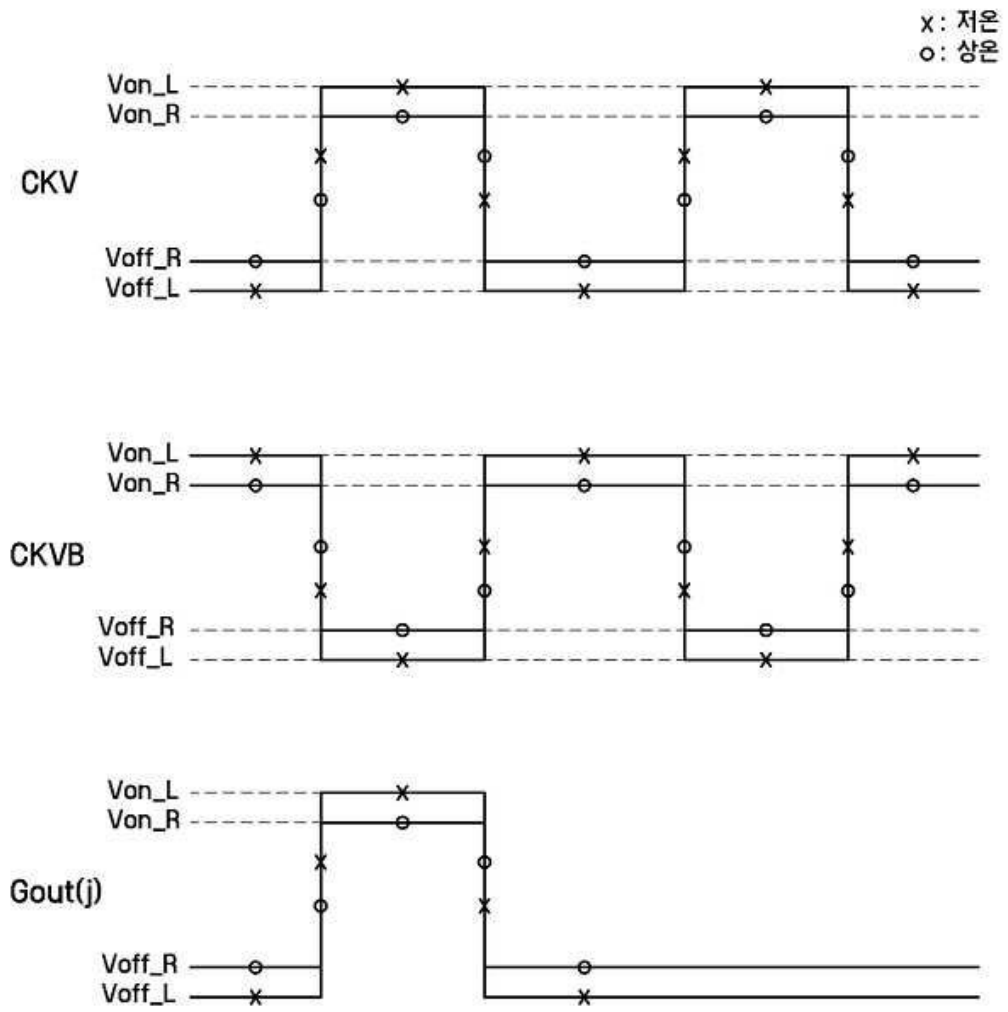 x : 저온
o : 상온
Von_L
Von_R
CKV
Voff_R
Voff_L
Von_L
Von_R
CKVB
Voff_R
Voff_L
Von_L
Von_R
Gout(j)
Voff_R
Voff_L